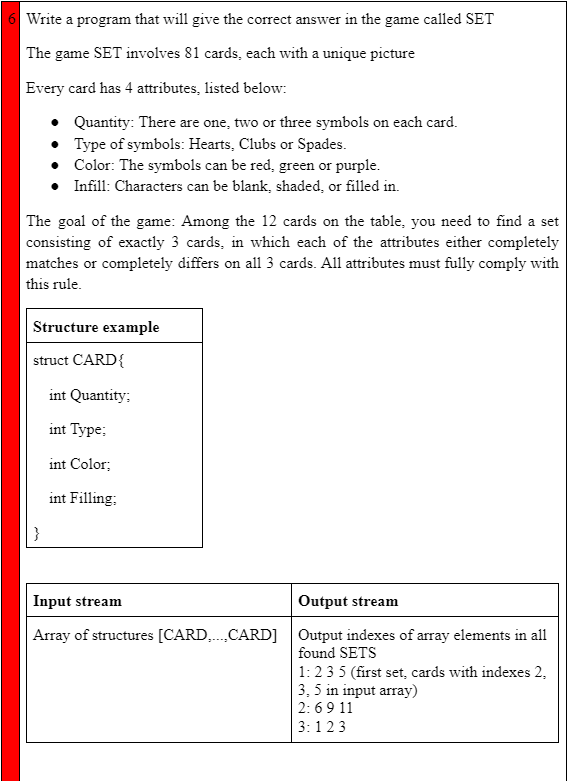 6 Write a program that will give the correct answer in the game called SET
The game SET involves 81 cards, each with a unique picture
Every card has 4 attributes, listed below:
● Quantity: There are one, two or three symbols on each card.
● Type of symbols: Hearts, Clubs or Spades.
● Color: The symbols can be red, green or purple.
● Infill: Characters can be blank, shaded, or filled in.
The goal of the game: Among the 12 cards on the table, you need to find a set
consisting of exactly 3 cards, in which each of the attributes either completely
matches or completely differs on all 3 cards. All attributes must fully comply with
this rule.
Structure example
struct CARD{
int Quantity;
int Type;
int Color;
int Filling;
}
Input stream
Output stream
Array of structures [CARD,...,CARD]
Output indexes of array elements in all
found SETS
1: 2 3 5 (first set, cards with indexes 2,
3, 5 in input array)
2: 6 9 11
3: 1 2 3